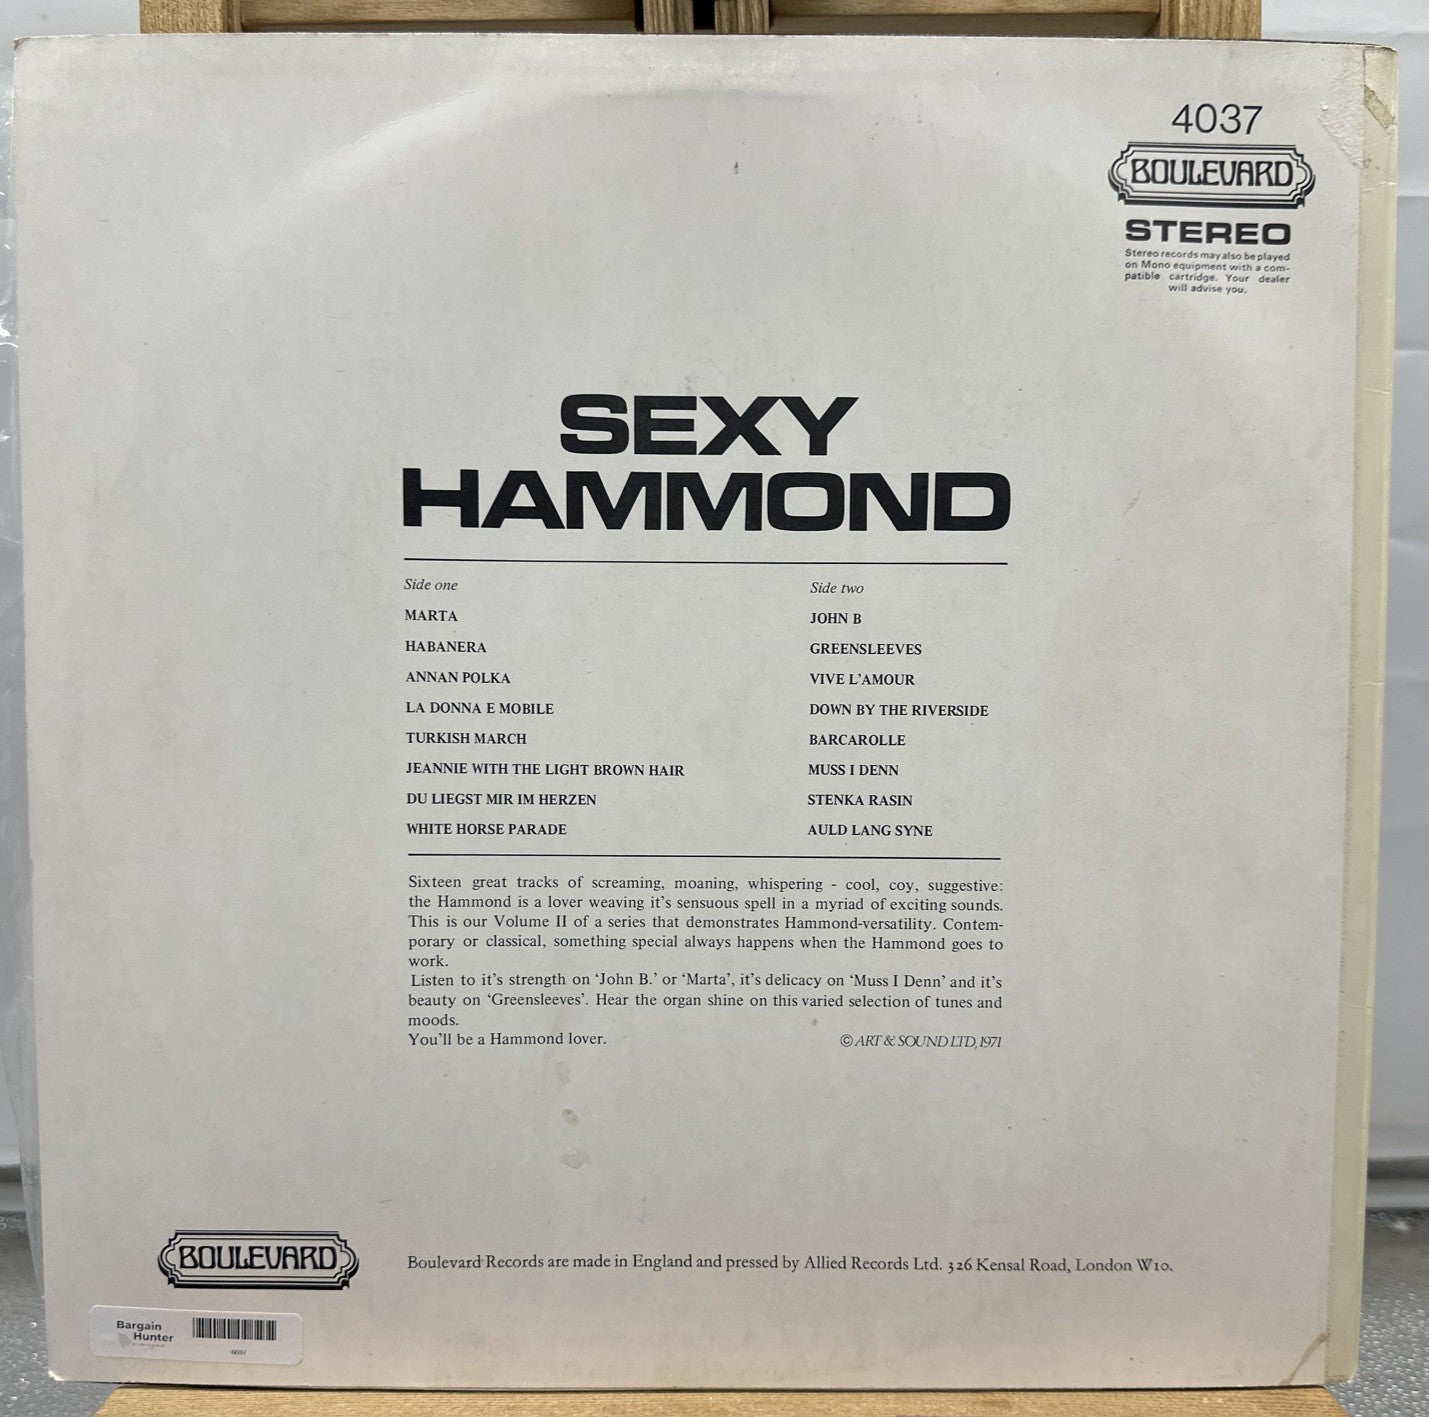 4037
BOULEVARD
STEREO
Stereo records may also be played
on Mono equipment with a com-
patible cartridge. Your dealer
will advise you.
SEXY
HAMMOND
Side one
MARTA
HABANERA
ANNAN POLKA
LA DONNA E MOBILE
TURKISH MARCH
JEANNIE WITH THE LIGHT BROWN HAIR
DU LIEGST MIR IM HERZEN
WHITE HORSE PARADE
Side two
JOHN B
GREENSLEEVES
VIVE L'AMOUR
DOWN BY THE RIVERSIDE
BARCAROLLE
MUSS I DENN
STENKA RASIN
AULD LANG SYNE
Sixteen great tracks of screaming, moaning, whispering - cool, coy, suggestive:
the Hammond is a lover weaving it's sensuous spell in a myriad of exciting sounds.
This is our Volume II of a series that demonstrates Hammond-versatility. Contem-
porary or classical, something special always happens when the Hammond goes to
work.
Listen to it's strength on 'John B.' or 'Marta', it's delicacy on 'Muss I Denn' and it's
beauty on 'Greensleeves'. Hear the organ shine on this varied selection of tunes and
moods.
You'll be a Hammond lover.
© ART & SOUND LTD, 1971
BOULEVARD
Boulevard Records are made in England and pressed by Allied Records Ltd. 326 Kensal Road, London W10.
Bargain
Hunter